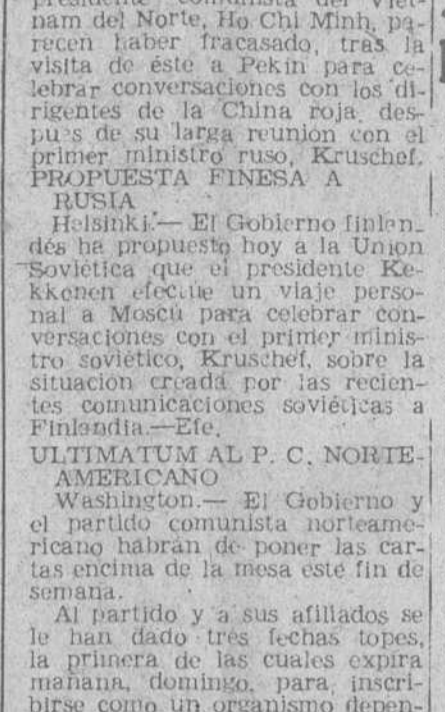 presidente comunista del Viet-
nam del Norte, Ho Chi Minh, pa-
recen haber fracasado, tras la
visita de éste a Pekín para ce-
lebrar conversaciones con los di-
rigentes de la China roja, des-
pués de su larga reunión con el
primer ministro ruso, Kruschef.
PROPUESTA FINESA A
RUSIA
Helsinki.— El Gobierno finlan-
dés ha propuesto hoy a la Unión
Soviética que el presidente Ke-
kkonen efectúe un viaje perso-
nal a Moscú para celebrar con-
versaciones con el primer minis-
tro soviético, Kruschef, sobre la
situación creada por las recien-
tes comunicaciones soviéticas a
Finlandia.—Efe.
ULTIMATUM AL P. C. NORTE-
AMERICANO
Washington.— El Gobierno y
el partido comunista norteame-
ricano habrán de poner las car-
tas encima de la mesa este fin de
semana.
Al partido y a sus afiliados se
le han dado tres fechas topes,
la primera de las cuales expira
mañana, domingo, para inscri-
birse como un organismo depen-